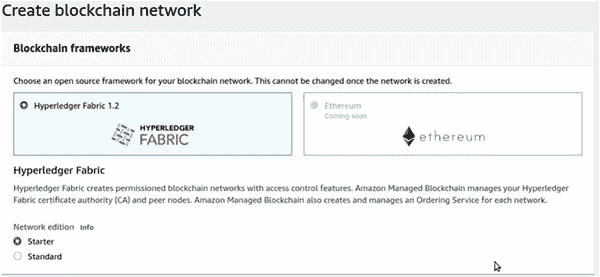 Create blockchain network
Blockchain frameworks
Choose an open source framework for your blockchain network. This cannot be changed once the network is created.
Hyperledger Fabric 1.2
HYPERLEDGER
FABRIC
Ethereum
Coming soon
ethereum
Hyperledger Fabric
Hyperledger Fabric creates permissioned blockchain networks with access control features. Amazon Managed Blockchain manages your Hyperledger
Fabric certificate authority (CA) and peer nodes. Amazon Managed Blockchain also creates and manages an Ordering Service for each network.
Network edition Info
Starter
Standard